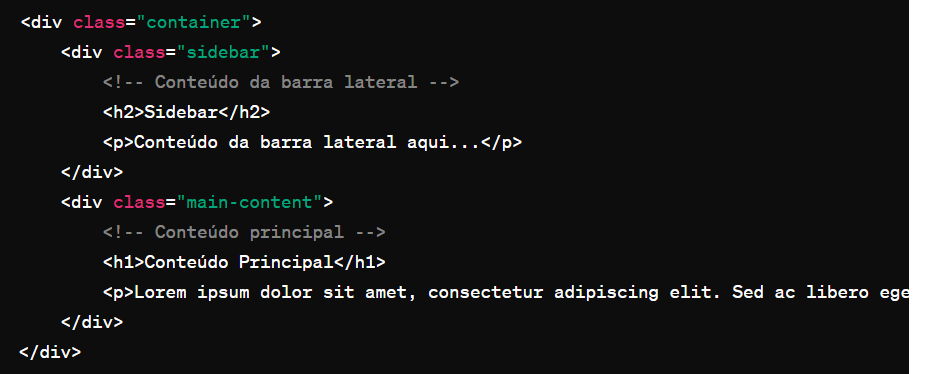 <div class="container">
<div class="sidebar">
<!-- Conteúdo da barra lateral -->
<h2>Sidebar</h2>
<p>Conteúdo da barra lateral aqui...</p>
</div>
<div class="main-content">
<!-- Conteúdo principal -->
<h1>Conteúdo Principal</h1>
<p>Lorem ipsum dolor sit amet, consectetur adipiscing elit. Sed ac libero ege
</div>
</div>